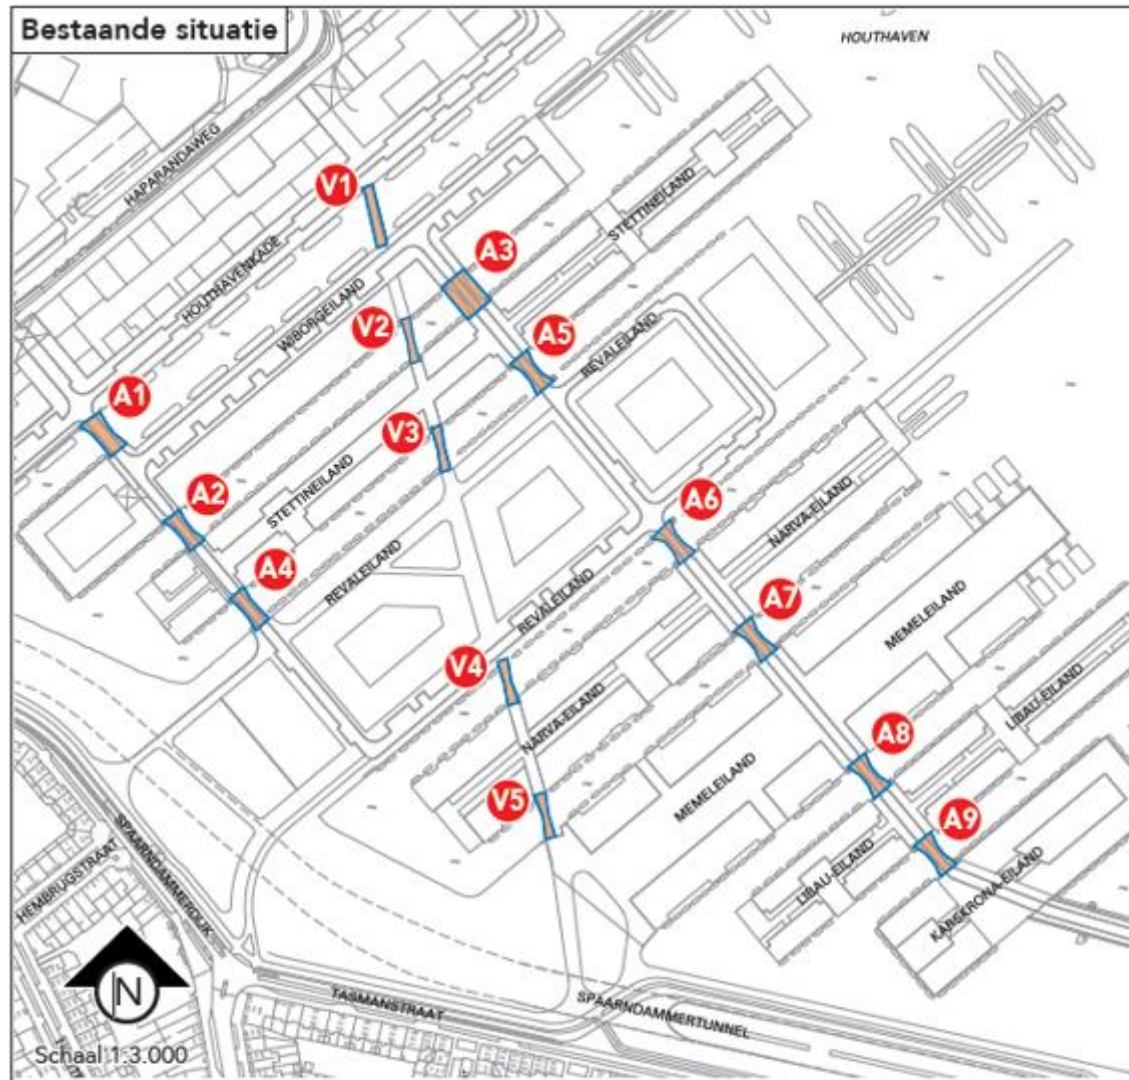 Bestaande situatie
HOUTHAVEN
HAPARANDAWEG
V1
STETTINEILAND
A3
HOUTHAVENKADE
WIBORGEILAND
V2
A5
REVALEILAND
A1
V3
STETTINEILAND
A2
A6
NARVA-EILAND
A4
REVALEILAND
REVALEILAND
A7
MEMELEILAND
V4
NARVA-EILAND
LIBAU-EILAND
A8
V5
MEMELEILAND
A9
SPAARNDAMMERDIJK
HEMBRUGSTRAAT
LIBAU-EILAND
KARLSKRONA-EILAND
N
TASMANSTRAAT
SPAARNDAMMERTUNNEL
Schaal 1:3.000